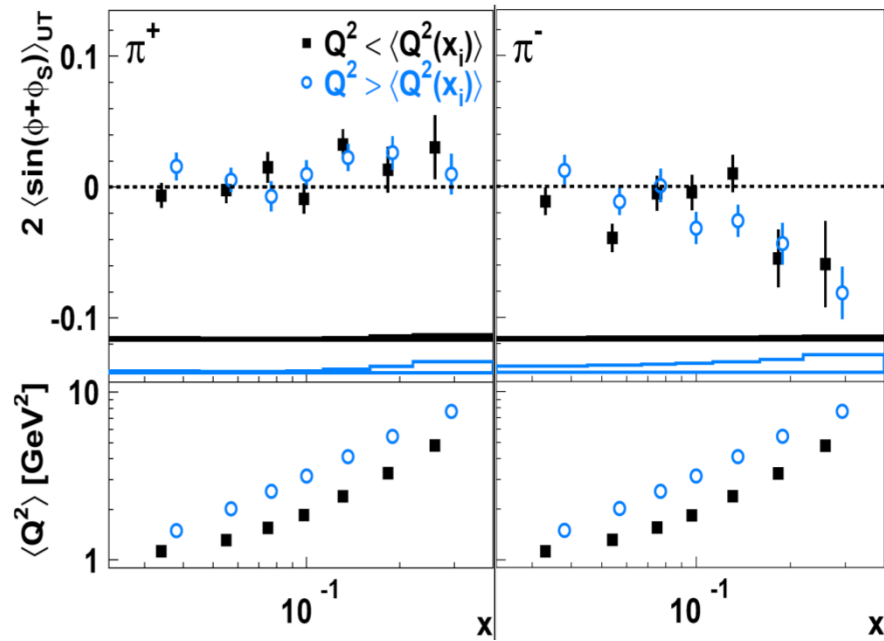 π+
π-
Q2 < ⟨Q2(xi)⟩
Q2 > ⟨Q2(xi)⟩
2 ⟨sin(ϕ+ϕS)⟩UT
0.1
0
-0.1
⟨Q2⟩ [GeV2]
10
1
10-1
x
10-1
x